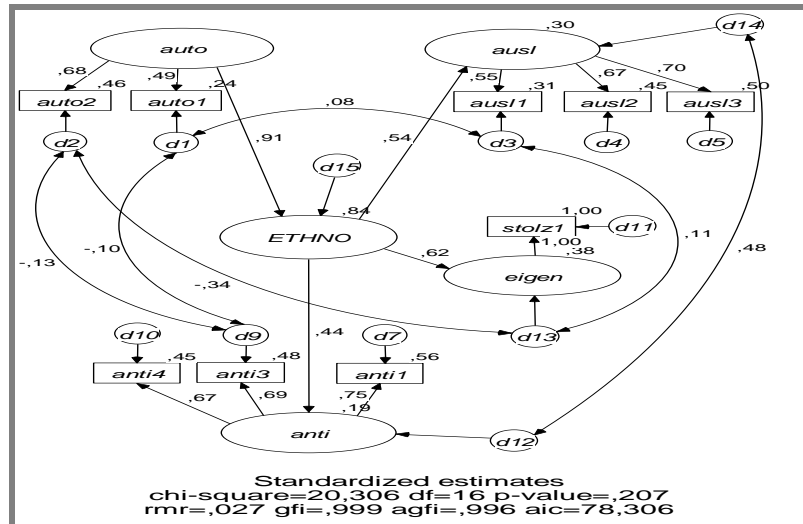 ,30 d14
auto ausl
,68 ,49 ,55 ,67 ,70
,46 ,24 ,31 ,45 ,50
auto2 auto1 ausl1 ausl2 ausl3
,08
d2 d1 d3 d4 d5
,91 ,54
d15
,84 1,00
stolz1 d11
ETHNO 1,00
,62 ,38
eigen
-,13 -,10 -,34 ,11 ,48
d10 d9 ,44 d7 d13
,45 ,48 ,56
anti4 anti3 anti1
,67 ,69 ,75
,19
anti d12
Standardized estimates
chi-square=20,306 df=16 p-value=,207
rmr=,027 gfi=,999 agfi=,996 aic=78,306